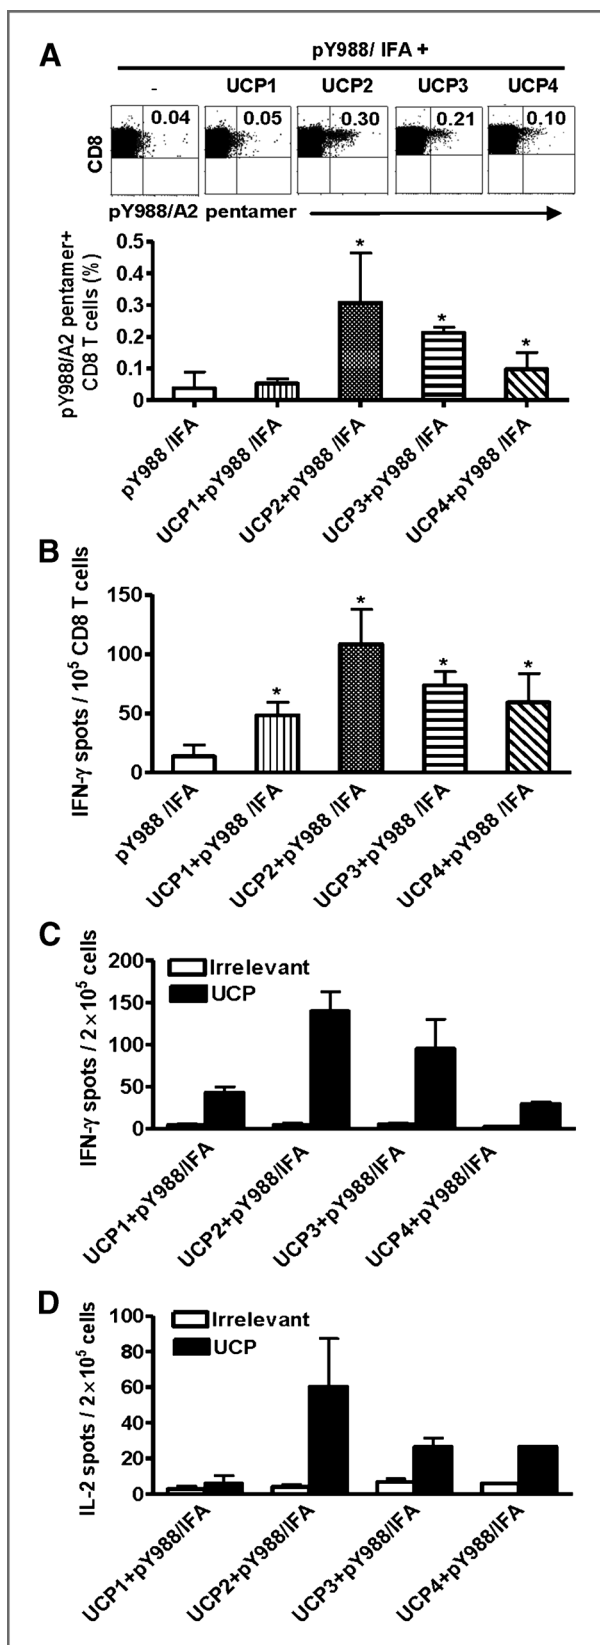 A
pY988/ IFA +
- UCP1 UCP2 UCP3 UCP4
CD8
0.04 0.05 0.30 0.21 0.10
pY988/A2 pentamer
pY988/A2 pentamer+
CD8 T cells (%)
0.5
0.4
0.3
0.2
0.1
0
* * *
pY988 /IFA
UCP1+pY988 /IFA
UCP2+pY988 /IFA
UCP3+pY988 /IFA
UCP4+pY988 /IFA
B
IFN-γ spots / 10⁵ CD8 T cells
150
100
50
0
* * * *
pY988 /IFA
UCP1+pY988 /IFA
UCP2+pY988 /IFA
UCP3+pY988 /IFA
UCP4+pY988 /IFA
C
IFN-γ spots / 2×10⁵ cells
200
150
100
50
0
Irrelevant
UCP
UCP1+pY988/IFA
UCP2+pY988/IFA
UCP3+pY988/IFA
UCP4+pY988/IFA
D
IL-2 spots / 2×10⁵ cells
100
80
60
40
20
0
Irrelevant
UCP
UCP1+pY988/IFA
UCP2+pY988/IFA
UCP3+pY988/IFA
UCP4+pY988/IFA